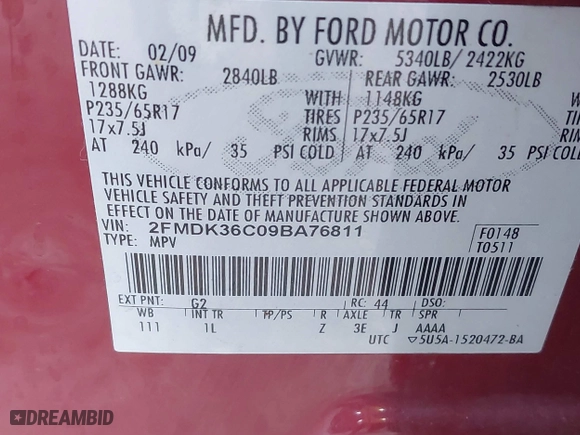 MFD. BY FORD MOTOR CO.
DATE: 02/09 GVWR: 5340LB/ 2422KG
FRONT GAWR: 2840LB REAR GAWR: 2530LB
1288KG WITH 1148KG WITH
P235/65R17 TIRES P235/65R17 TIRES
17x7.5J RIMS 17x7.5J
AT 240 kPa/ 35 PSI COLD AT 240 kPa/ 35 PSI COL
THIS VEHICLE CONFORMS TO ALL APPLICABLE FEDERAL MOTOR
VEHICLE SAFETY AND THEFT PREVENTION STANDARDS IN
EFFECT ON THE DATE OF MANUFACTURE SHOWN ABOVE.
VIN: 2FMDK36C09BA76811 F0148
TYPE: MPV T0511
EXT PNT: G2 RC: 44 DSO:
WB INT TR TP/PS R AXLE TR SPR
111 1L Z 3E J AAAA
UTC ▽5U5A-1520472-BA
DREAMBID